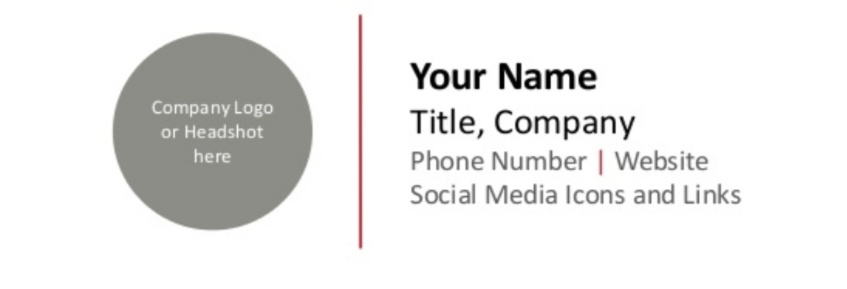 Company Logo
or Headshot
here
Your Name
Title, Company
Phone Number | Website
Social Media Icons and Links